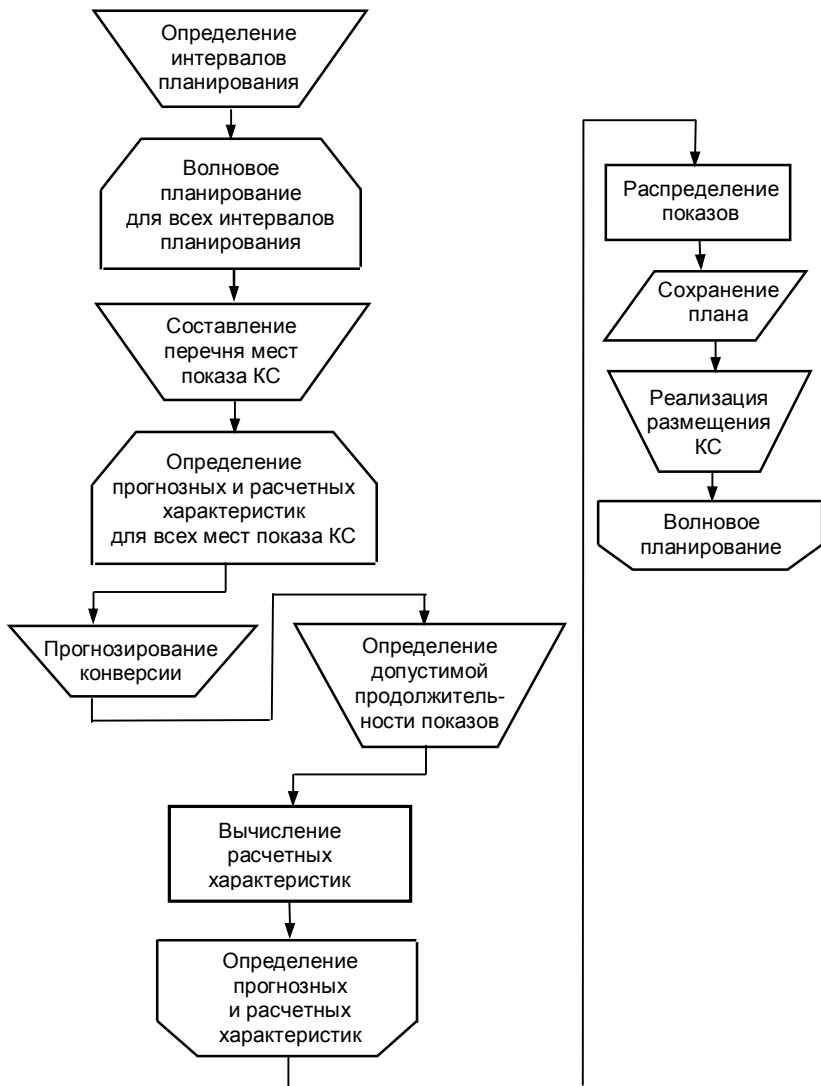 Определение
интервалов
планирования
Волновое
планирование
для всех интервалов
планирования
Составление
перечня мест
показа КС
Определение
прогнозных и расчетных
характеристик
для всех мест показа КС
Прогнозирование
конверсии
Определение
допустимой
продолжитель-
ности показов
Вычисление
расчетных
характеристик
Определение
прогнозных
и расчетных
характеристик
Распределение
показов
Сохранение
плана
Реализация
размещения
КС
Волновое
планирование